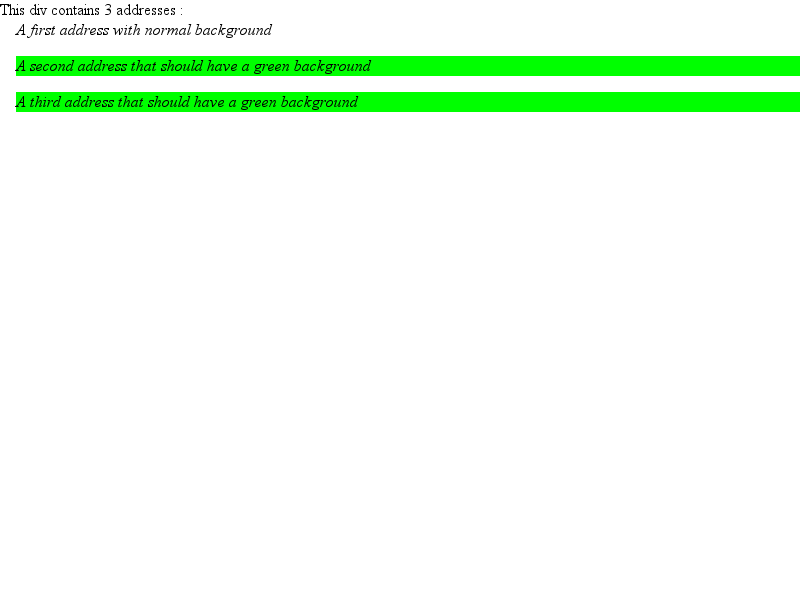 This div contains 3 addresses :
A first address with normal background
A second address that should have a green background
A third address that should have a green background